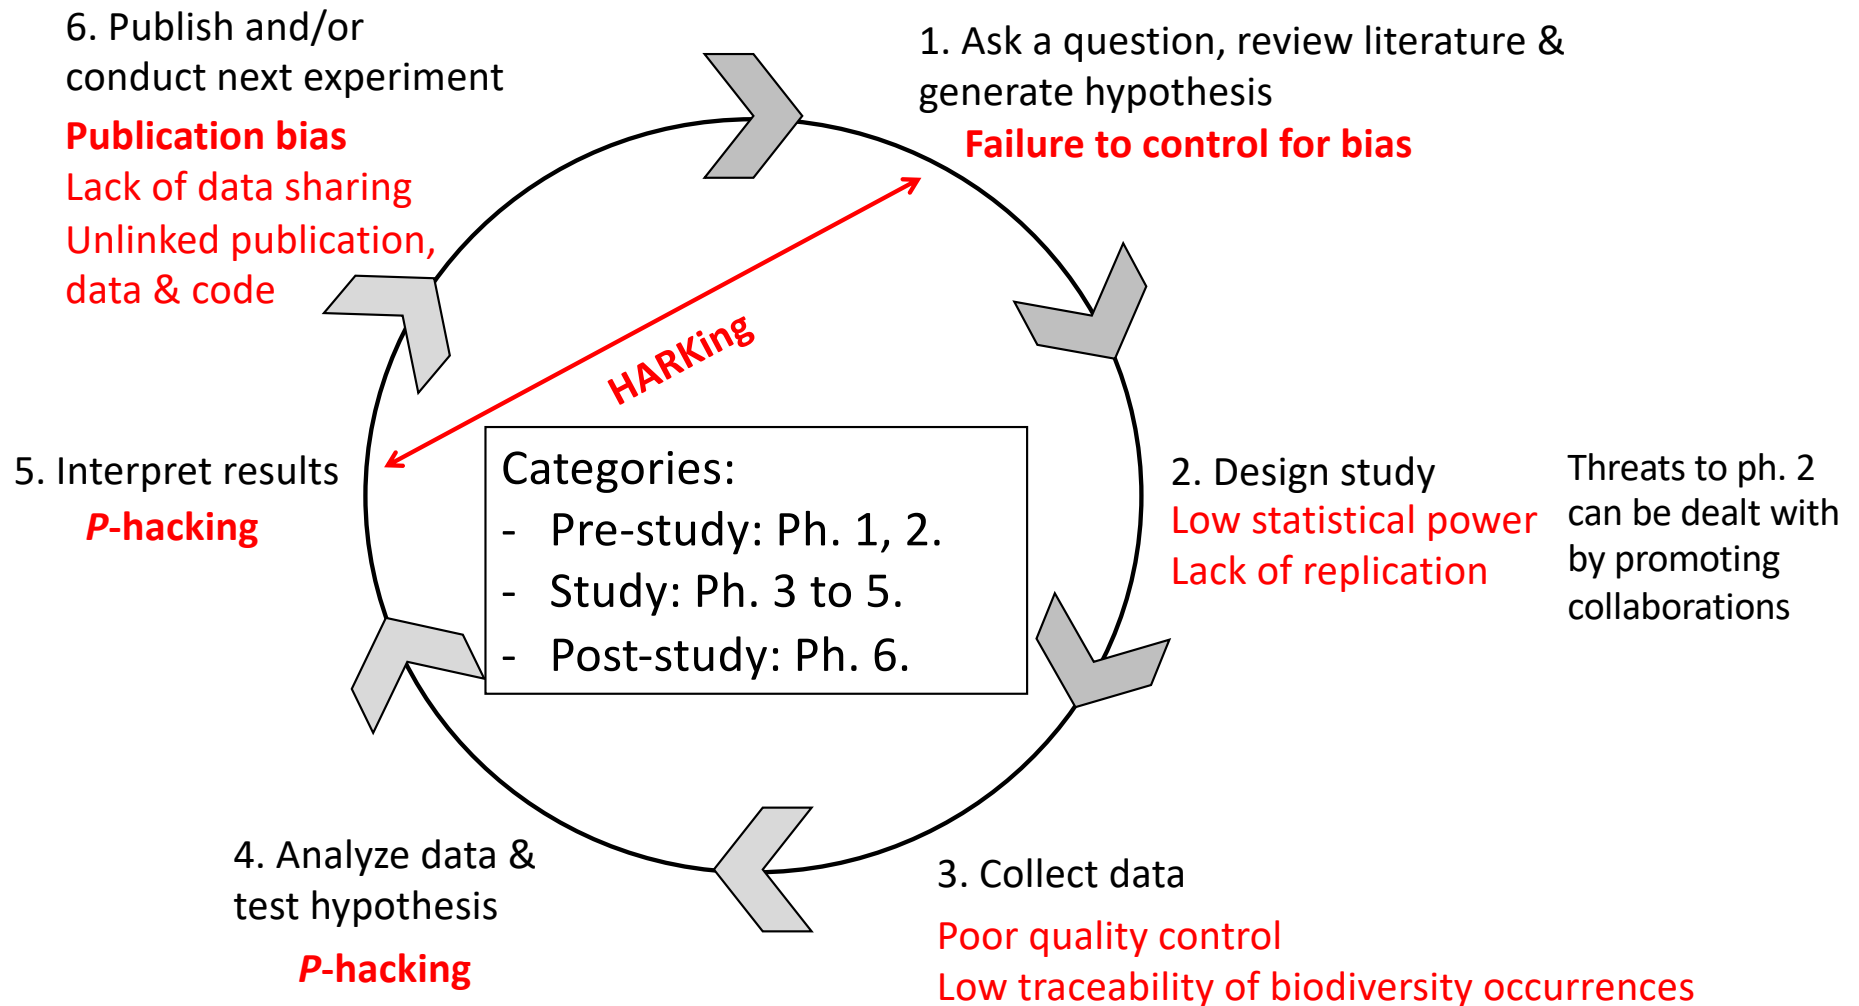 6. Publish and/or
conduct next experiment
Publication bias
Lack of data sharing
Unlinked publication,
data & code
1. Ask a question, review literature &
generate hypothesis
Failure to control for bias
HARKing
5. Interpret results
P-hacking
Categories:
- Pre-study: Ph. 1, 2.
- Study: Ph. 3 to 5.
- Post-study: Ph. 6.
2. Design study
Low statistical power
Lack of replication
Threats to ph. 2
can be dealt with
by promoting
collaborations
4. Analyze data &
test hypothesis
P-hacking
3. Collect data
Poor quality control
Low traceability of biodiversity occurrences